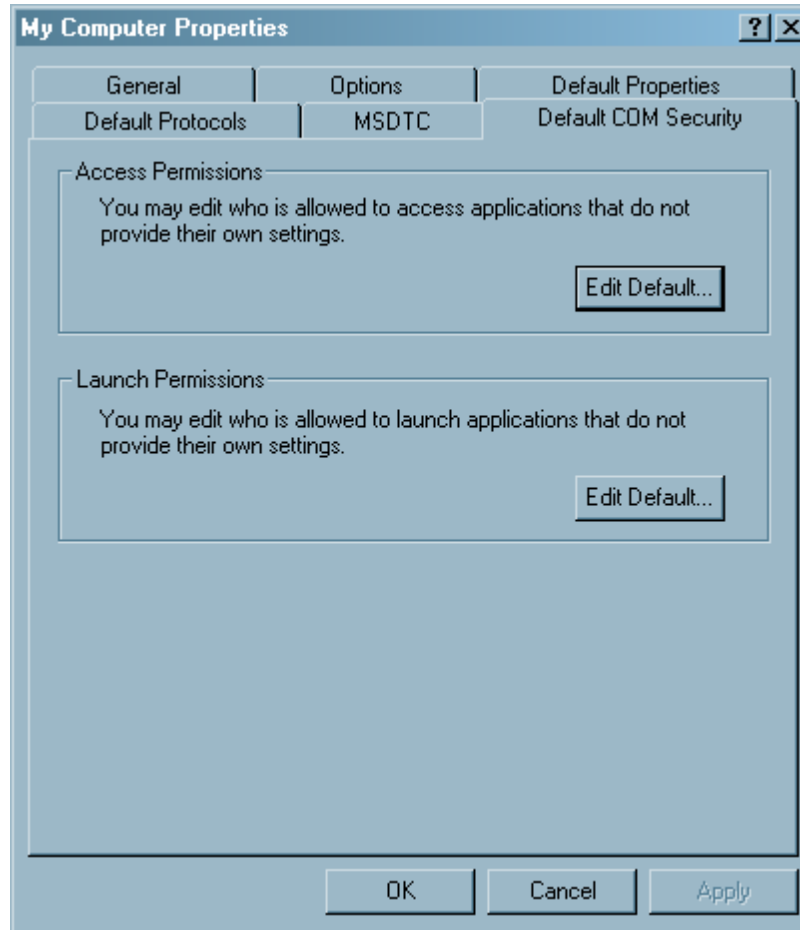 My Computer Properties
General Options Default Properties
Default Protocols MSDTC Default COM Security
Access Permissions
You may edit who is allowed to access applications that do not
provide their own settings.
Edit Default...
Launch Permissions
You may edit who is allowed to launch applications that do not
provide their own settings.
Edit Default...
OK Cancel Apply